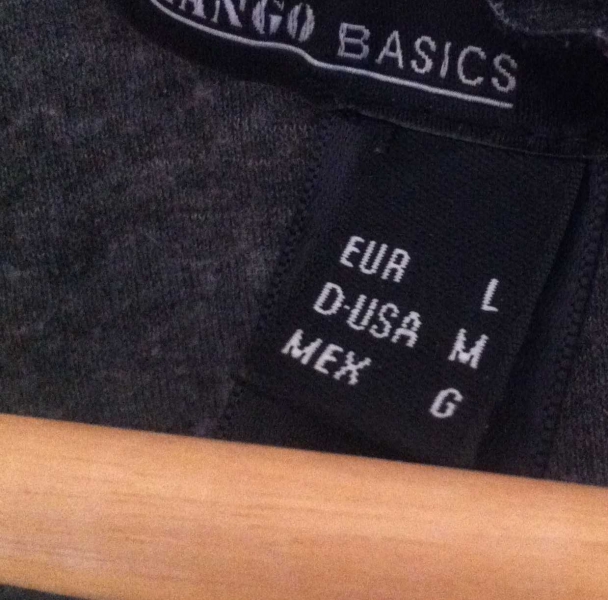 ANGO BASICS
EUR L
D-USA M
MEX G